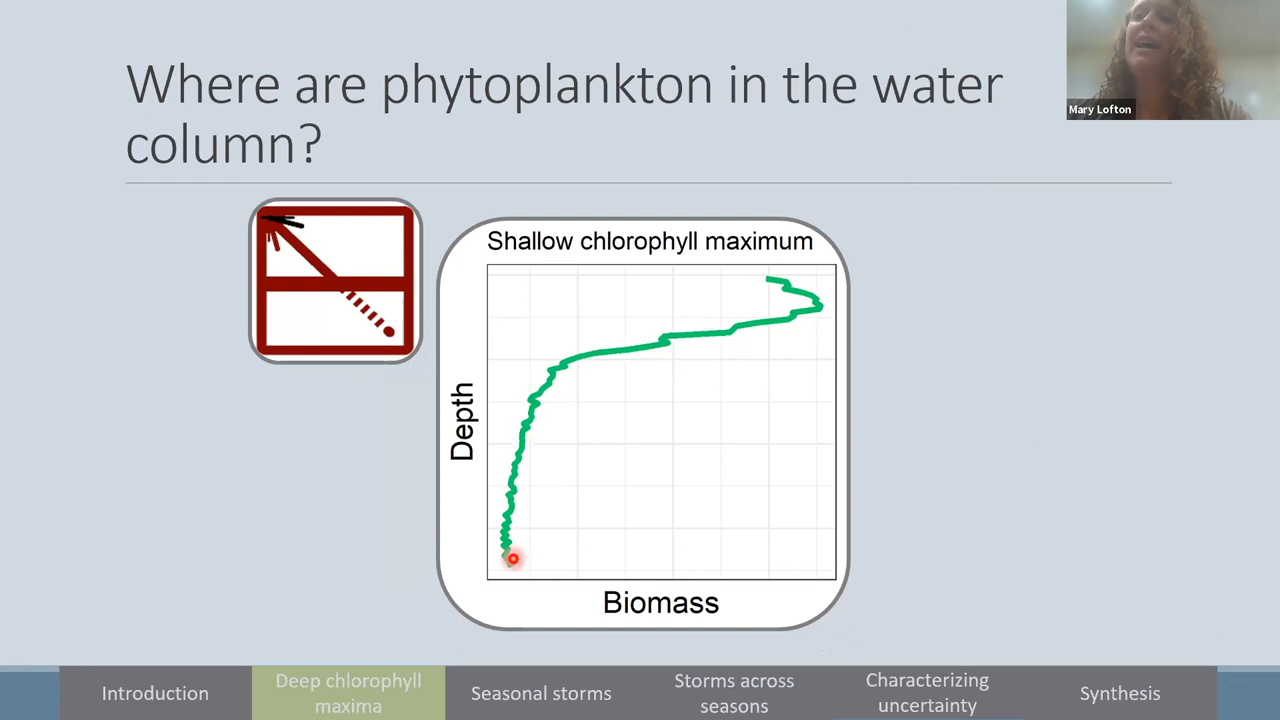 Where are phytoplankton in the water
column?
Mary Lofton
Shallow chlorophyll maximum
Depth
Biomass
Introduction
Deep chlorophyll
maxima
Seasonal storms
Storms across
seasons
Characterizing
uncertainty
Synthesis